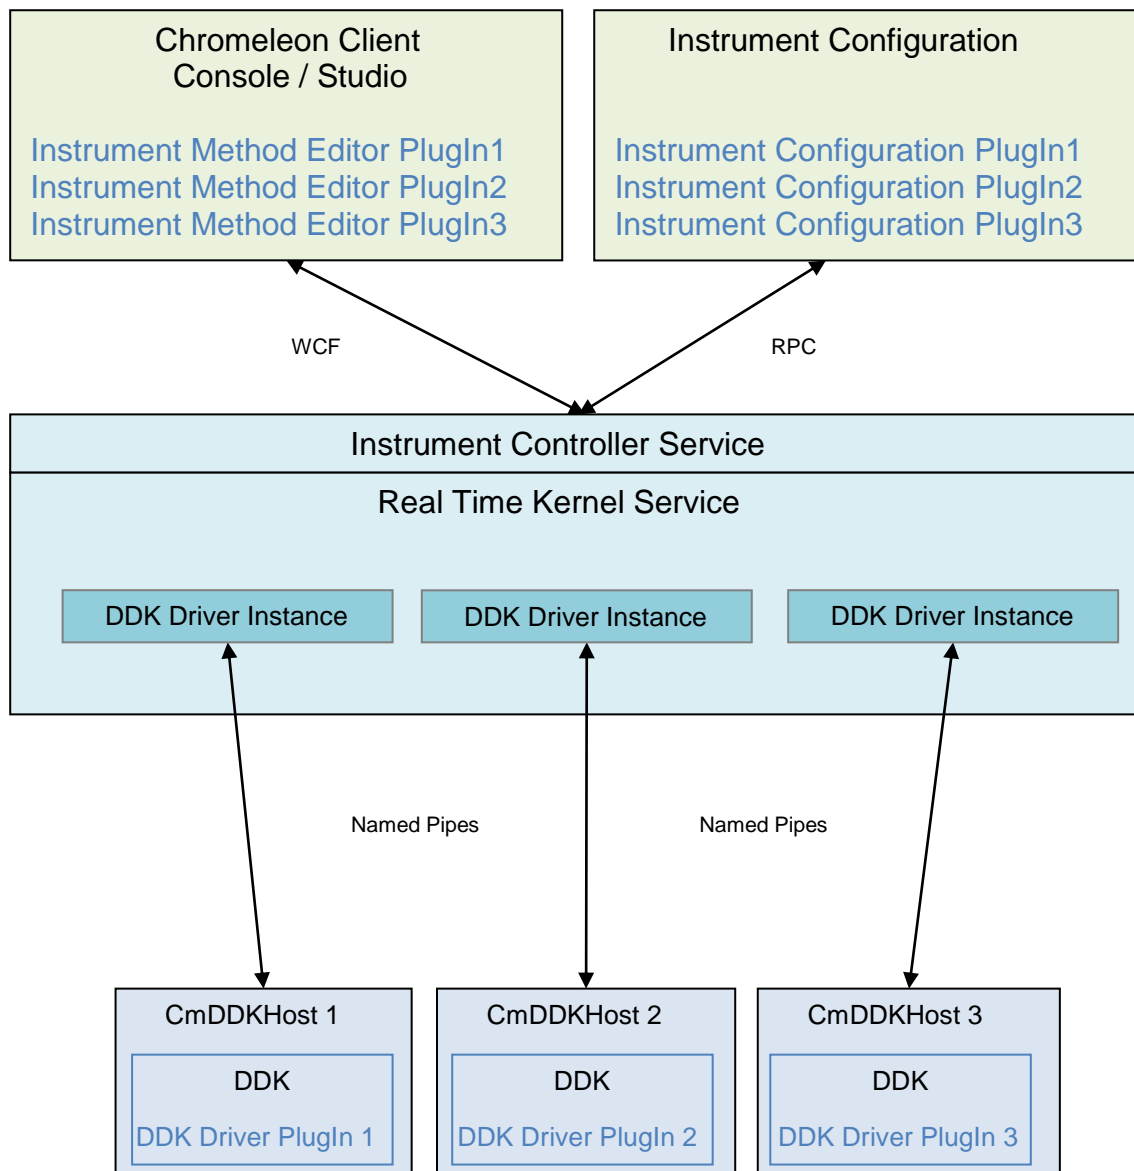 Chromeleon Client
Console / Studio
Instrument Method Editor PlugIn1
Instrument Method Editor PlugIn2
Instrument Method Editor PlugIn3
Instrument Configuration
Instrument Configuration PlugIn1
Instrument Configuration PlugIn2
Instrument Configuration PlugIn3
WCF
RPC
Instrument Controller Service
Real Time Kernel Service
DDK Driver Instance
DDK Driver Instance
DDK Driver Instance
Named Pipes
Named Pipes
CmDDKHost 1
DDK
DDK Driver PlugIn 1
CmDDKHost 2
DDK
DDK Driver PlugIn 2
CmDDKHost 3
DDK
DDK Driver PlugIn 3